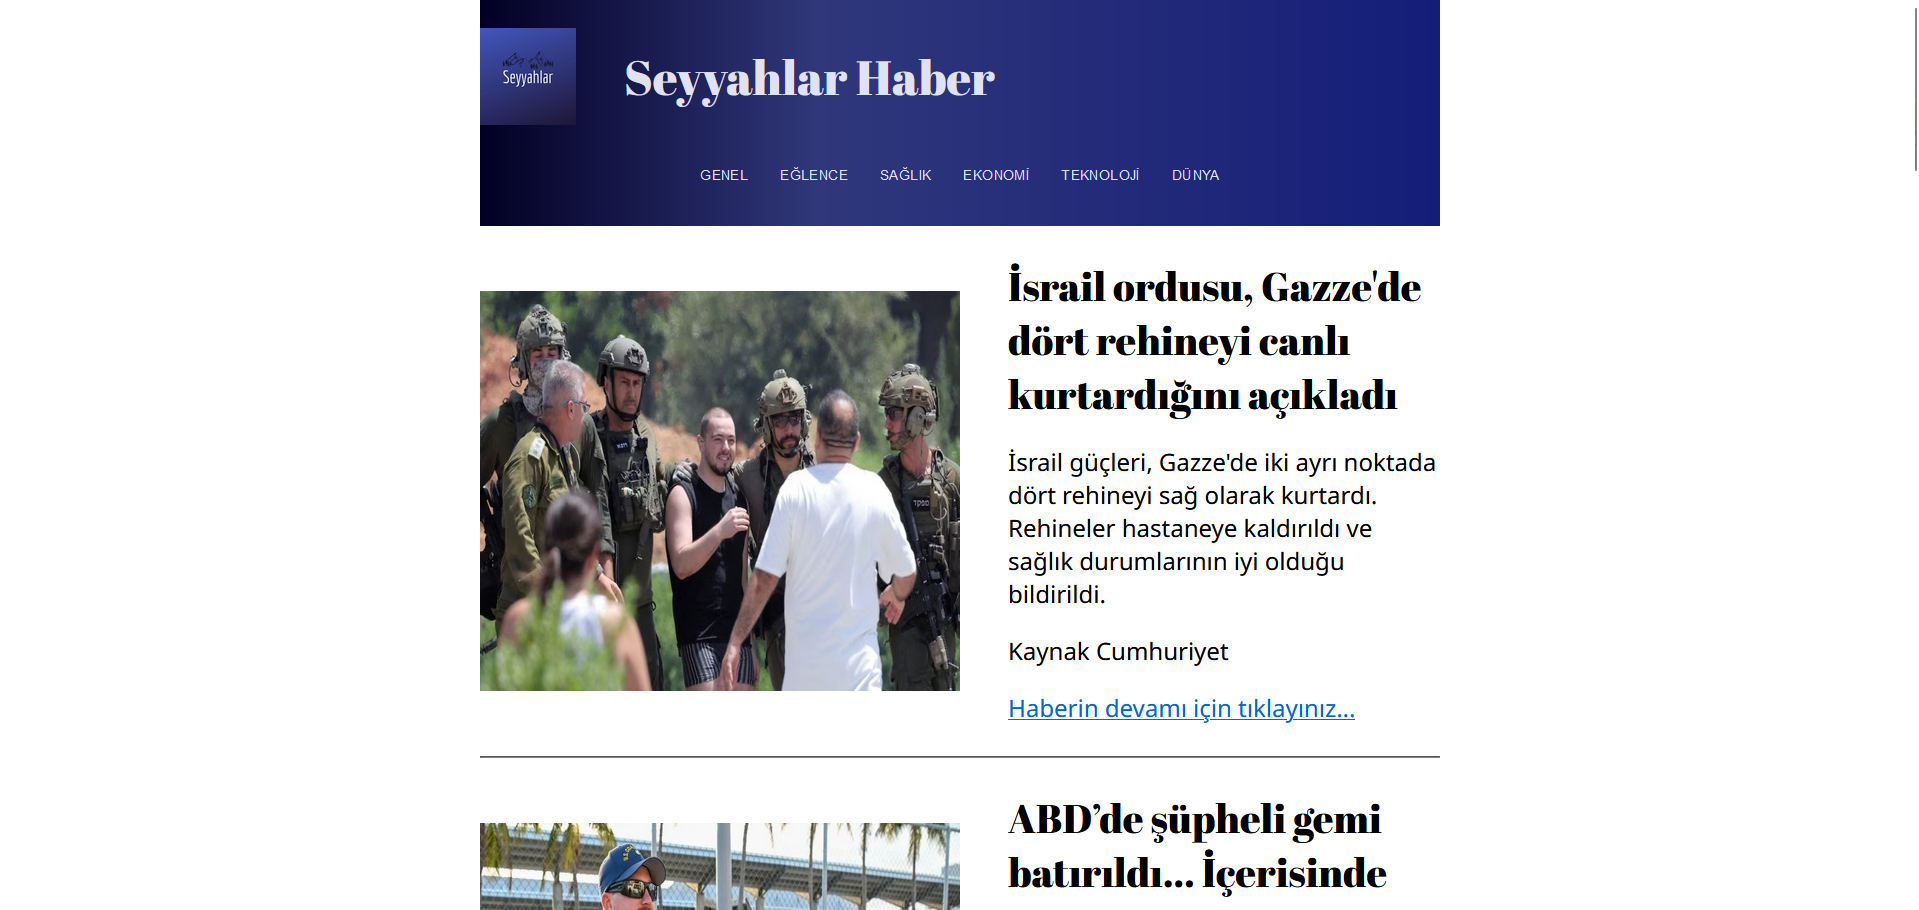 Seyyahlar
Seyyahlar Haber
GENEL EĞLENCE SAĞLIK EKONOMİ TEKNOLOJİ DÜNYA
İsrail ordusu, Gazze'de
dört rehineyi canlı
kurtardığını açıkladı
İsrail güçleri, Gazze'de iki ayrı noktada
dört rehineyi sağ olarak kurtardı.
Rehineler hastaneye kaldırıldı ve
sağlık durumlarının iyi olduğu
bildirildi.
Kaynak Cumhuriyet
Haberin devamı için tıklayınız...
ABD’de şüpheli gemi
batırıldı... İçerisinde